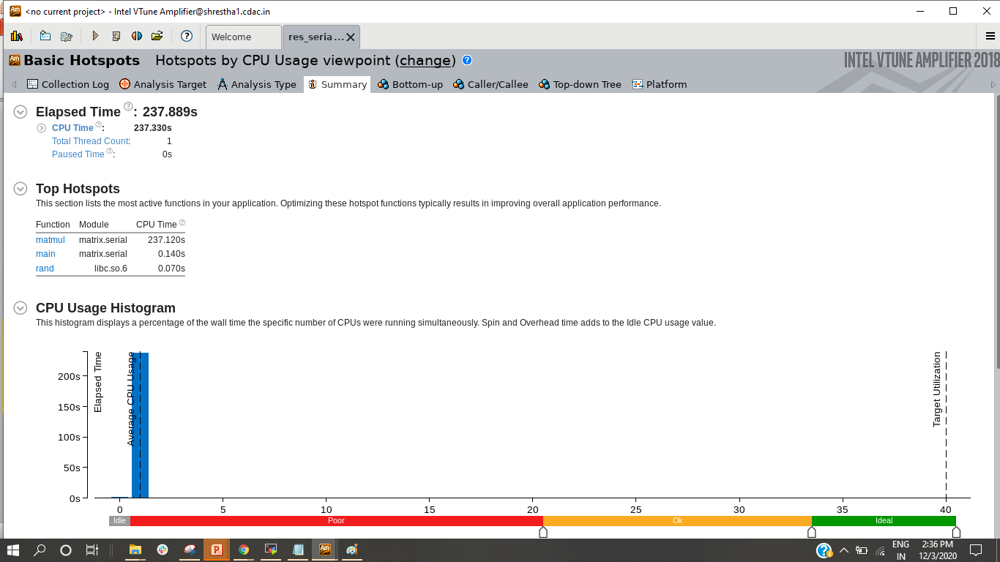 <no current project> - Intel VTune Amplifier@shrestha1.cdac.in
Welcome
res_seria ...
Basic Hotspots Hotspots by CPU Usage viewpoint (change)
INTEL VTUNE AMPLIFIER 2018
Collection Log Analysis Target Analysis Type Summary Bottom-up Caller/Callee Top-down Tree Platform
Elapsed Time ? : 237.889s
CPU Time ? : 237.330s
Total Thread Count: 1
Paused Time ? : 0s
Top Hotspots
This section lists the most active functions in your application. Optimizing these hotspot functions typically results in improving overall application performance.
Function Module CPU Time ?
matmul matrix.serial 237.120s
main matrix.serial 0.140s
rand libc.so.6 0.070s
CPU Usage Histogram
This histogram displays a percentage of the wall time the specific number of CPUs were running simultaneously. Spin and Overhead time adds to the Idle CPU usage value.
Elapsed Time
Average CPU Usage
Target Utilization
200s
150s
100s
50s
0s
0 5 10 15 20 25 30 35 40
Idle Poor Ok Ideal
ENG
IN
2:36 PM
12/3/2020